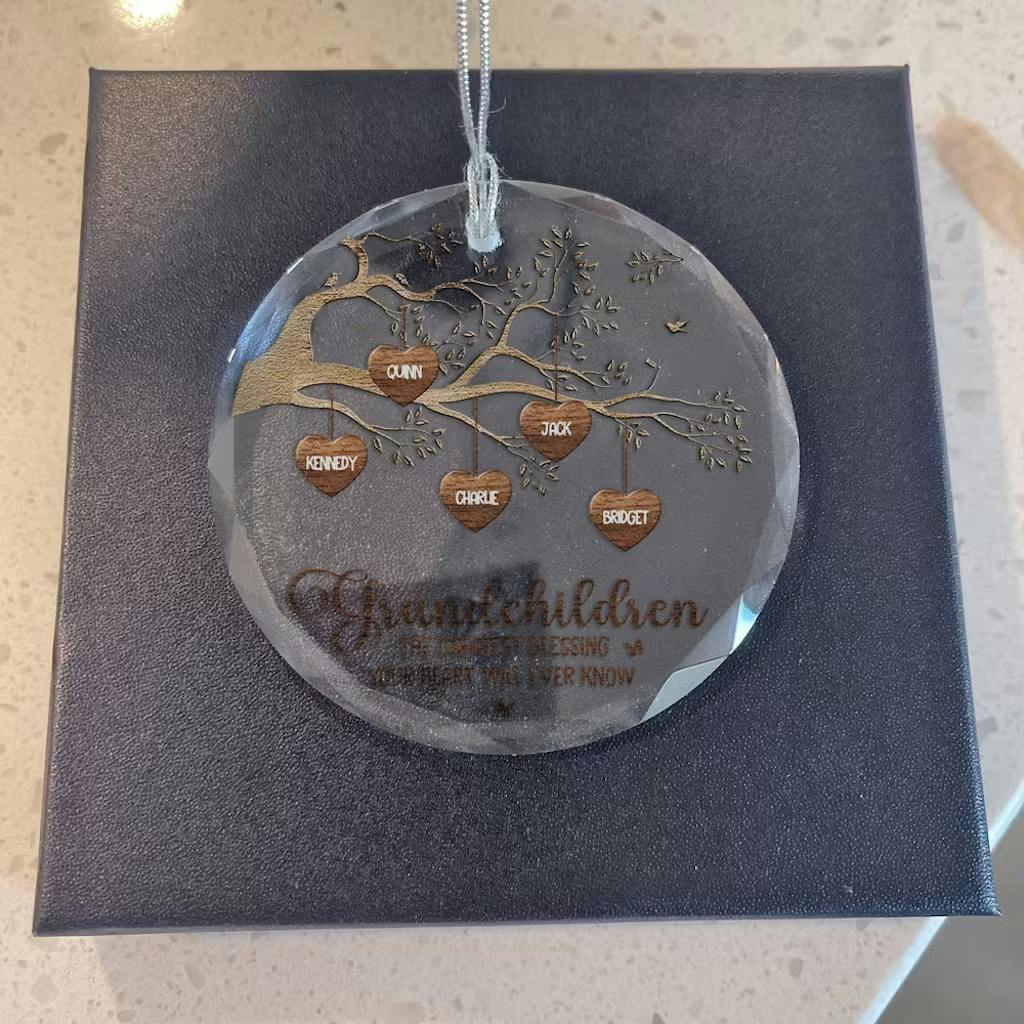 QUINN
JACK
KENNEDY
CHARLIE
BRIDGET
Grandchildren
THE GREATEST BLESSING
YOUR HEART WILL EVER KNOW